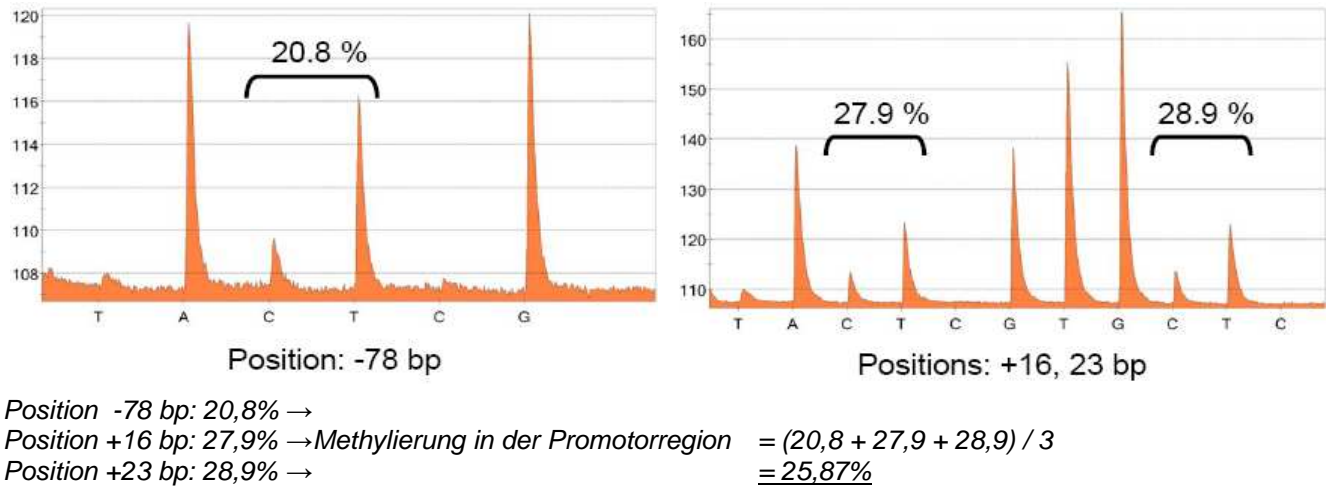 120
118
116
114
112
110
108
20.8 %
T A C T C G
Position: -78 bp
160
150
140
130
120
110
27.9 %
28.9 %
T A C T C G T G C T C
Positions: +16, 23 bp
Position -78 bp: 20,8% →
Position +16 bp: 27,9% →Methylierung in der Promotorregion = (20,8 + 27,9 + 28,9) / 3
Position +23 bp: 28,9% → = 25,87%